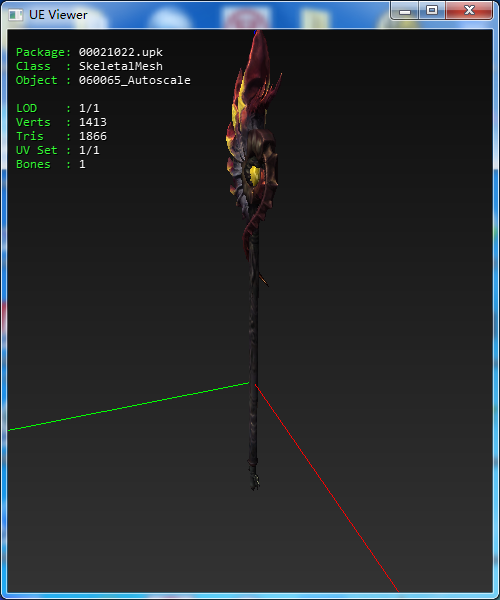 UE Viewer
Package: 00021022.upk
Class : SkeletalMesh
Object : 060065_Autoscale
LOD : 1/1
Verts : 1413
Tris : 1866
UV Set : 1/1
Bones : 1